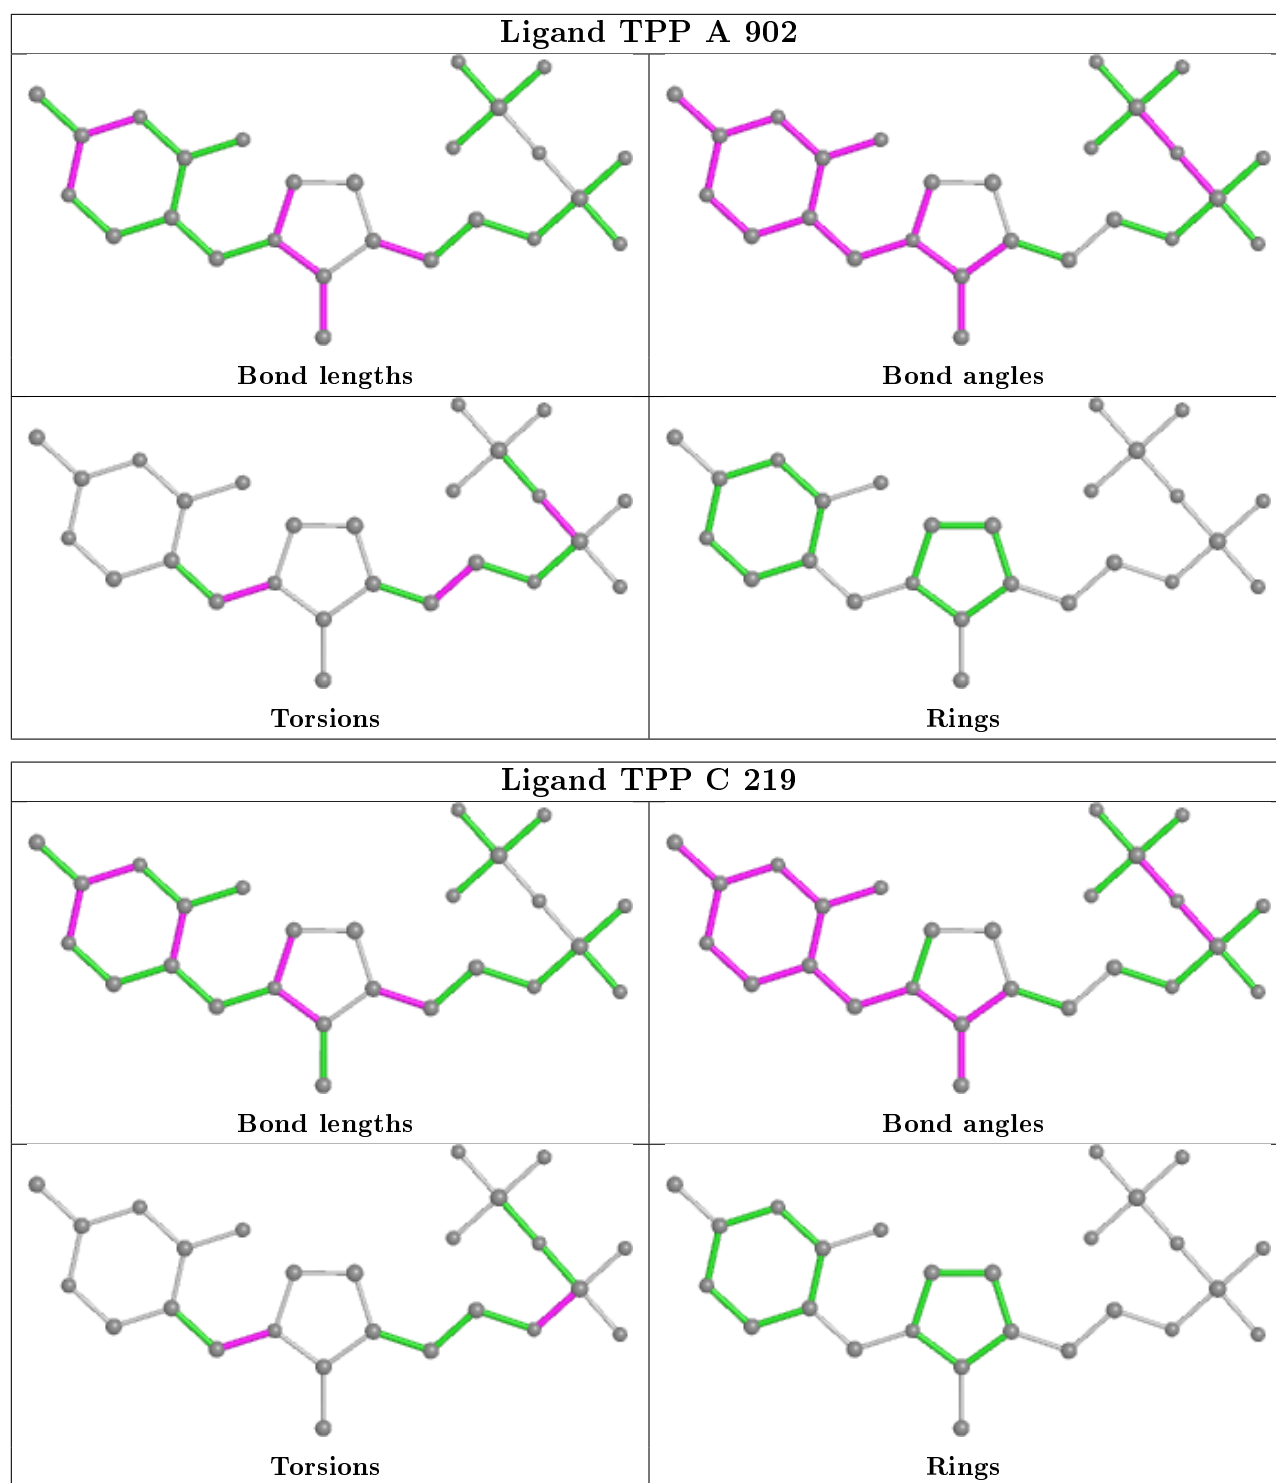 Ligand TPP A 902
Bond lengths
Bond angles
Torsions
Rings
Ligand TPP C 219
Bond lengths
Bond angles
Torsions
Rings